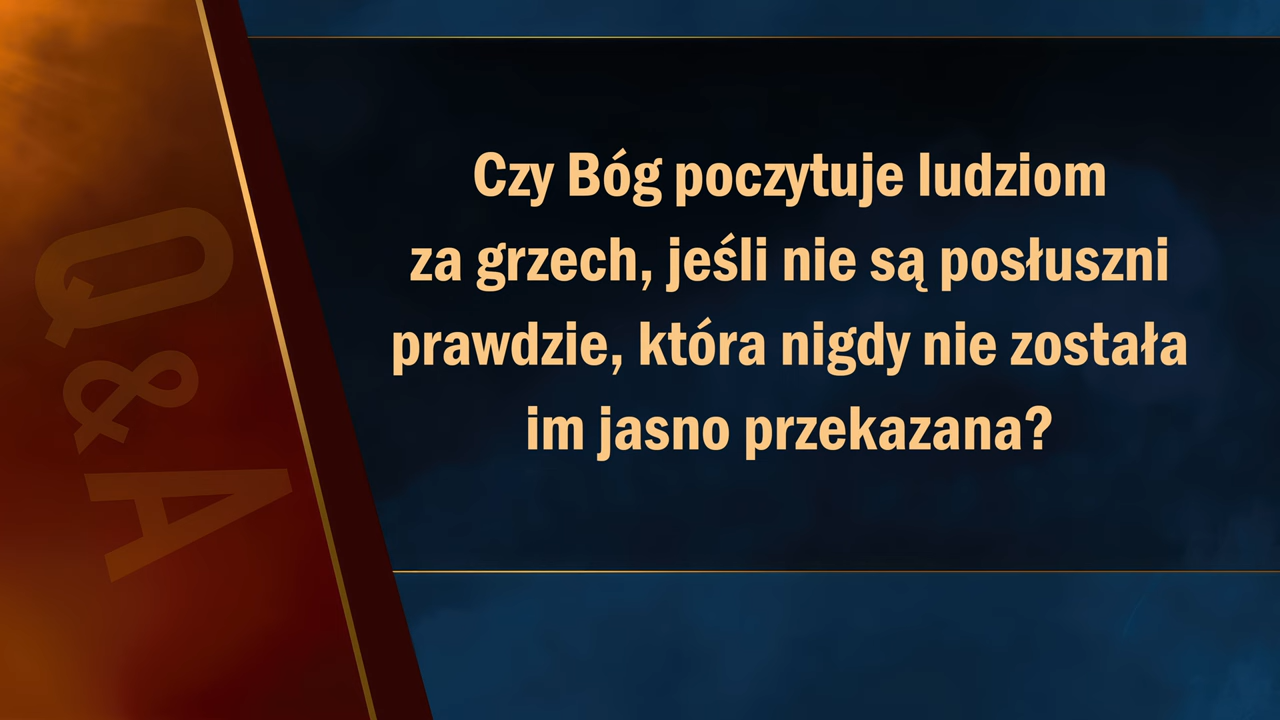 Czy Bóg poczytuje ludziom
za grzech, jeśli nie są posłuszni
prawdzie, która nigdy nie została
im jasno przekazana?
Q&A